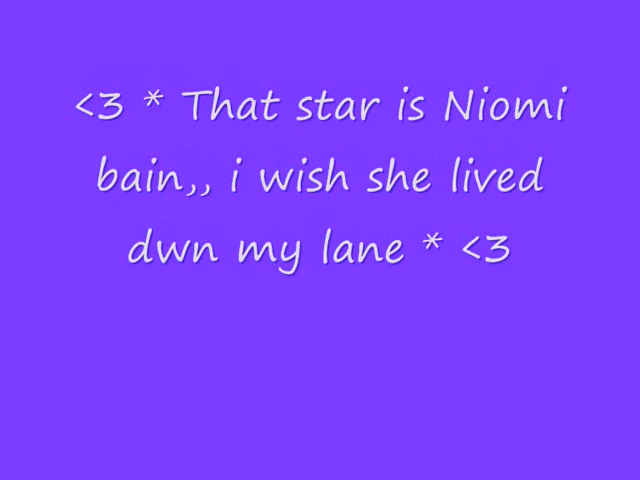 <3 * That star is Niomi
bain,, i wish she lived
dwn my lane * <3